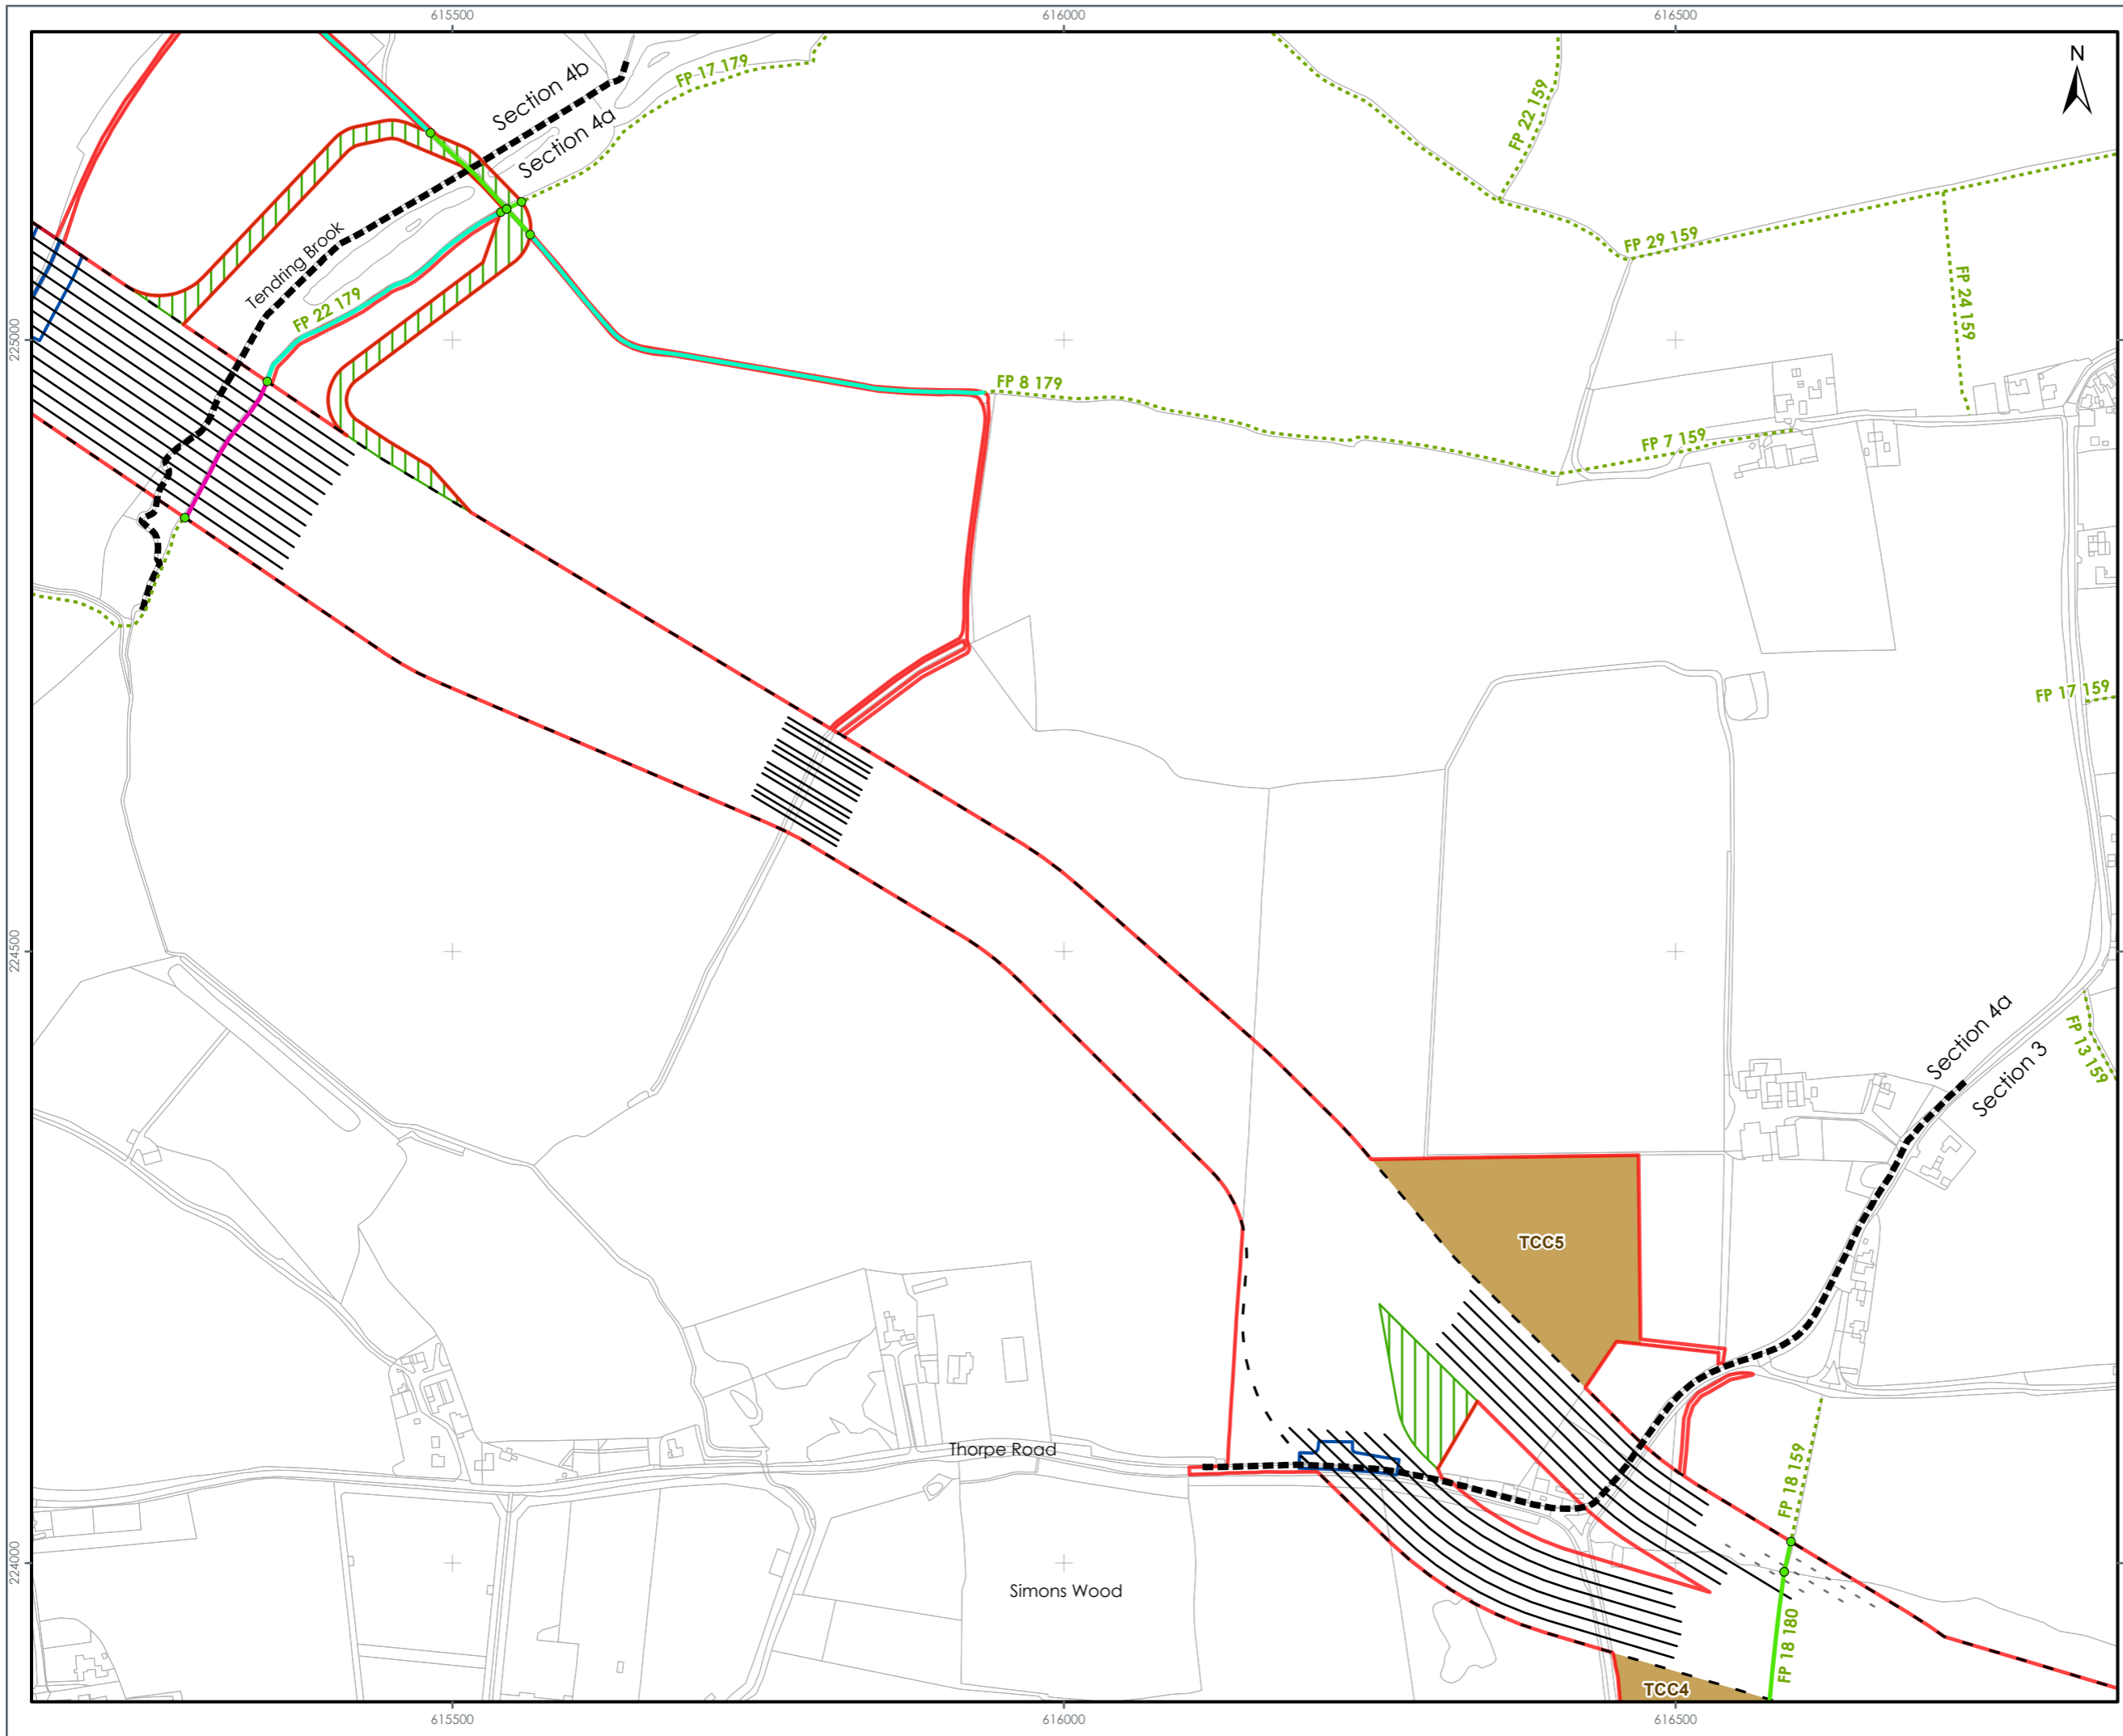 615500
616000
616500
N
Section 4b
FP 17 179
Section 4a
FP 22 159
Tendring Brook
FP 22 179
FP 29 159
FP 24 159
225000
FP 8 179
FP 7 159
FP 17 159
224500
Section 4a
FP 13 159
Section 3
TCC5
Thorpe Road
FP 18 159
224000
Simons Wood
FP 18 180
TCC4
615500
616000
616500